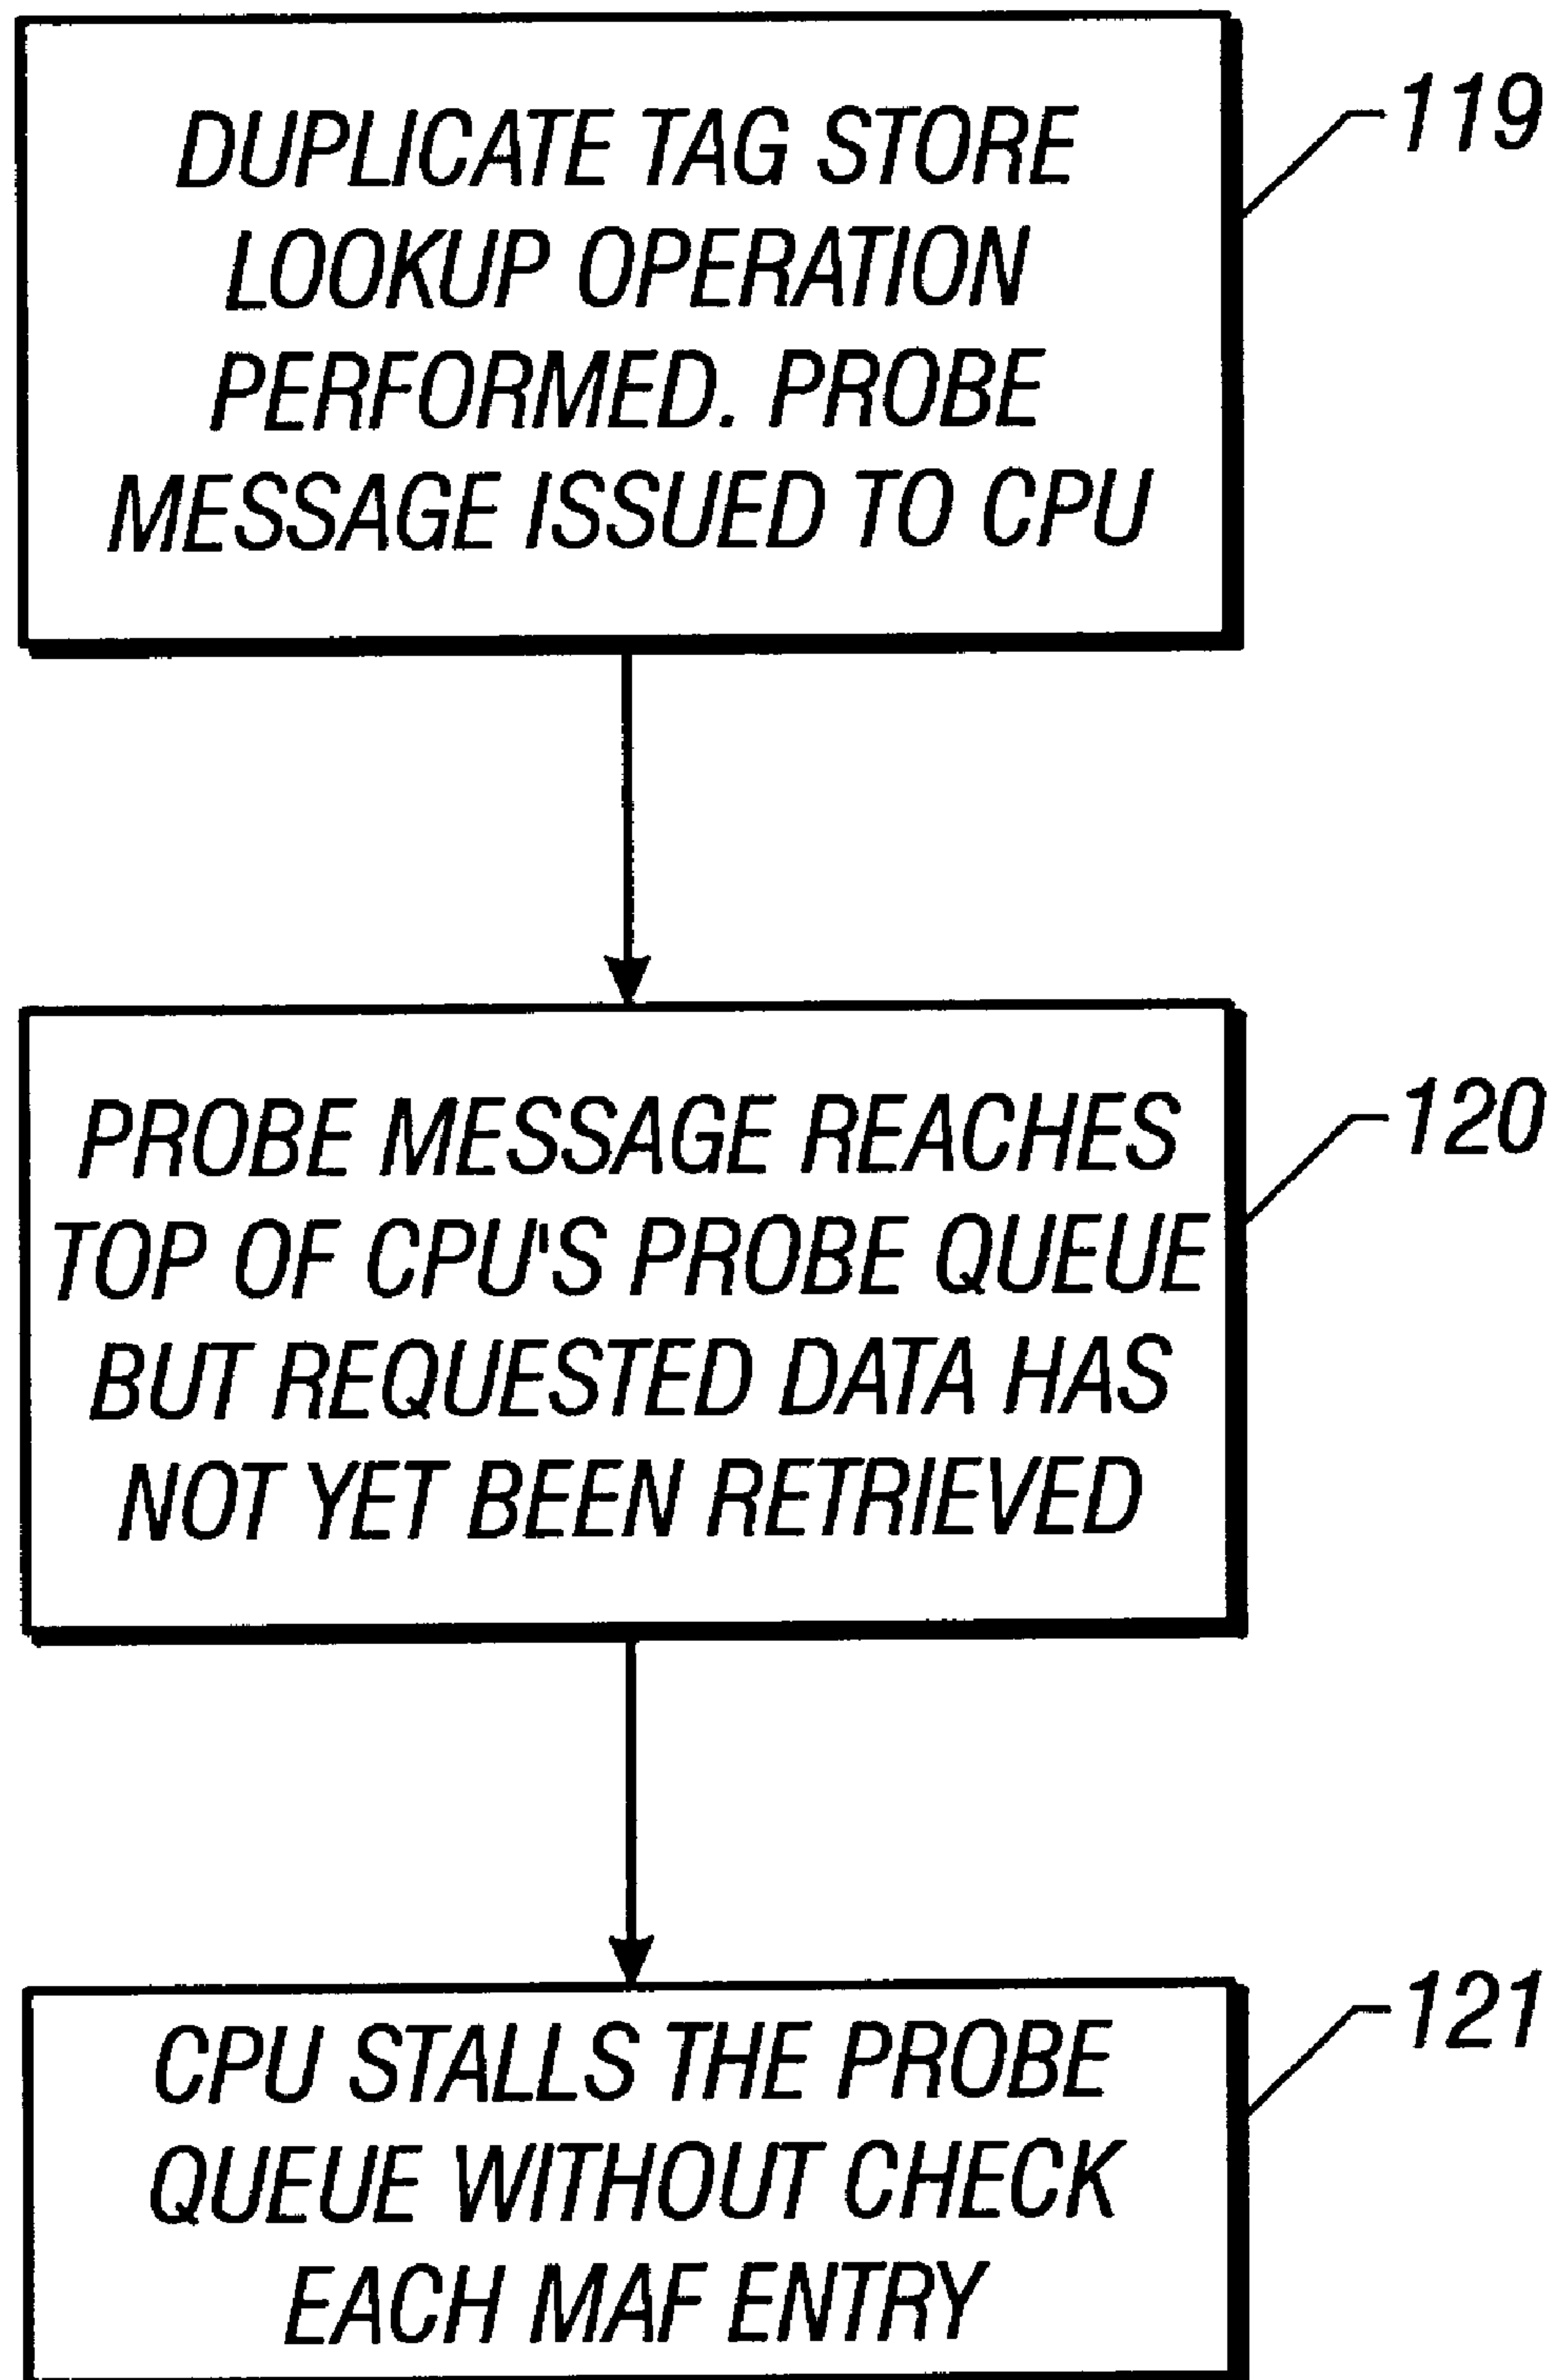 DUPLICATE TAG STORE
LOOKUP OPERATION
PERFORMED. PROBE
MESSAGE ISSUED TO CPU
119
PROBE MESSAGE REACHES
TOP OF CPU'S PROBE QUEUE
BUT REQUESTED DATA HAS
NOT YET BEEN RETRIEVED
120
CPU STALLS THE PROBE
QUEUE WITHOUT CHECK
EACH MAF ENTRY
121